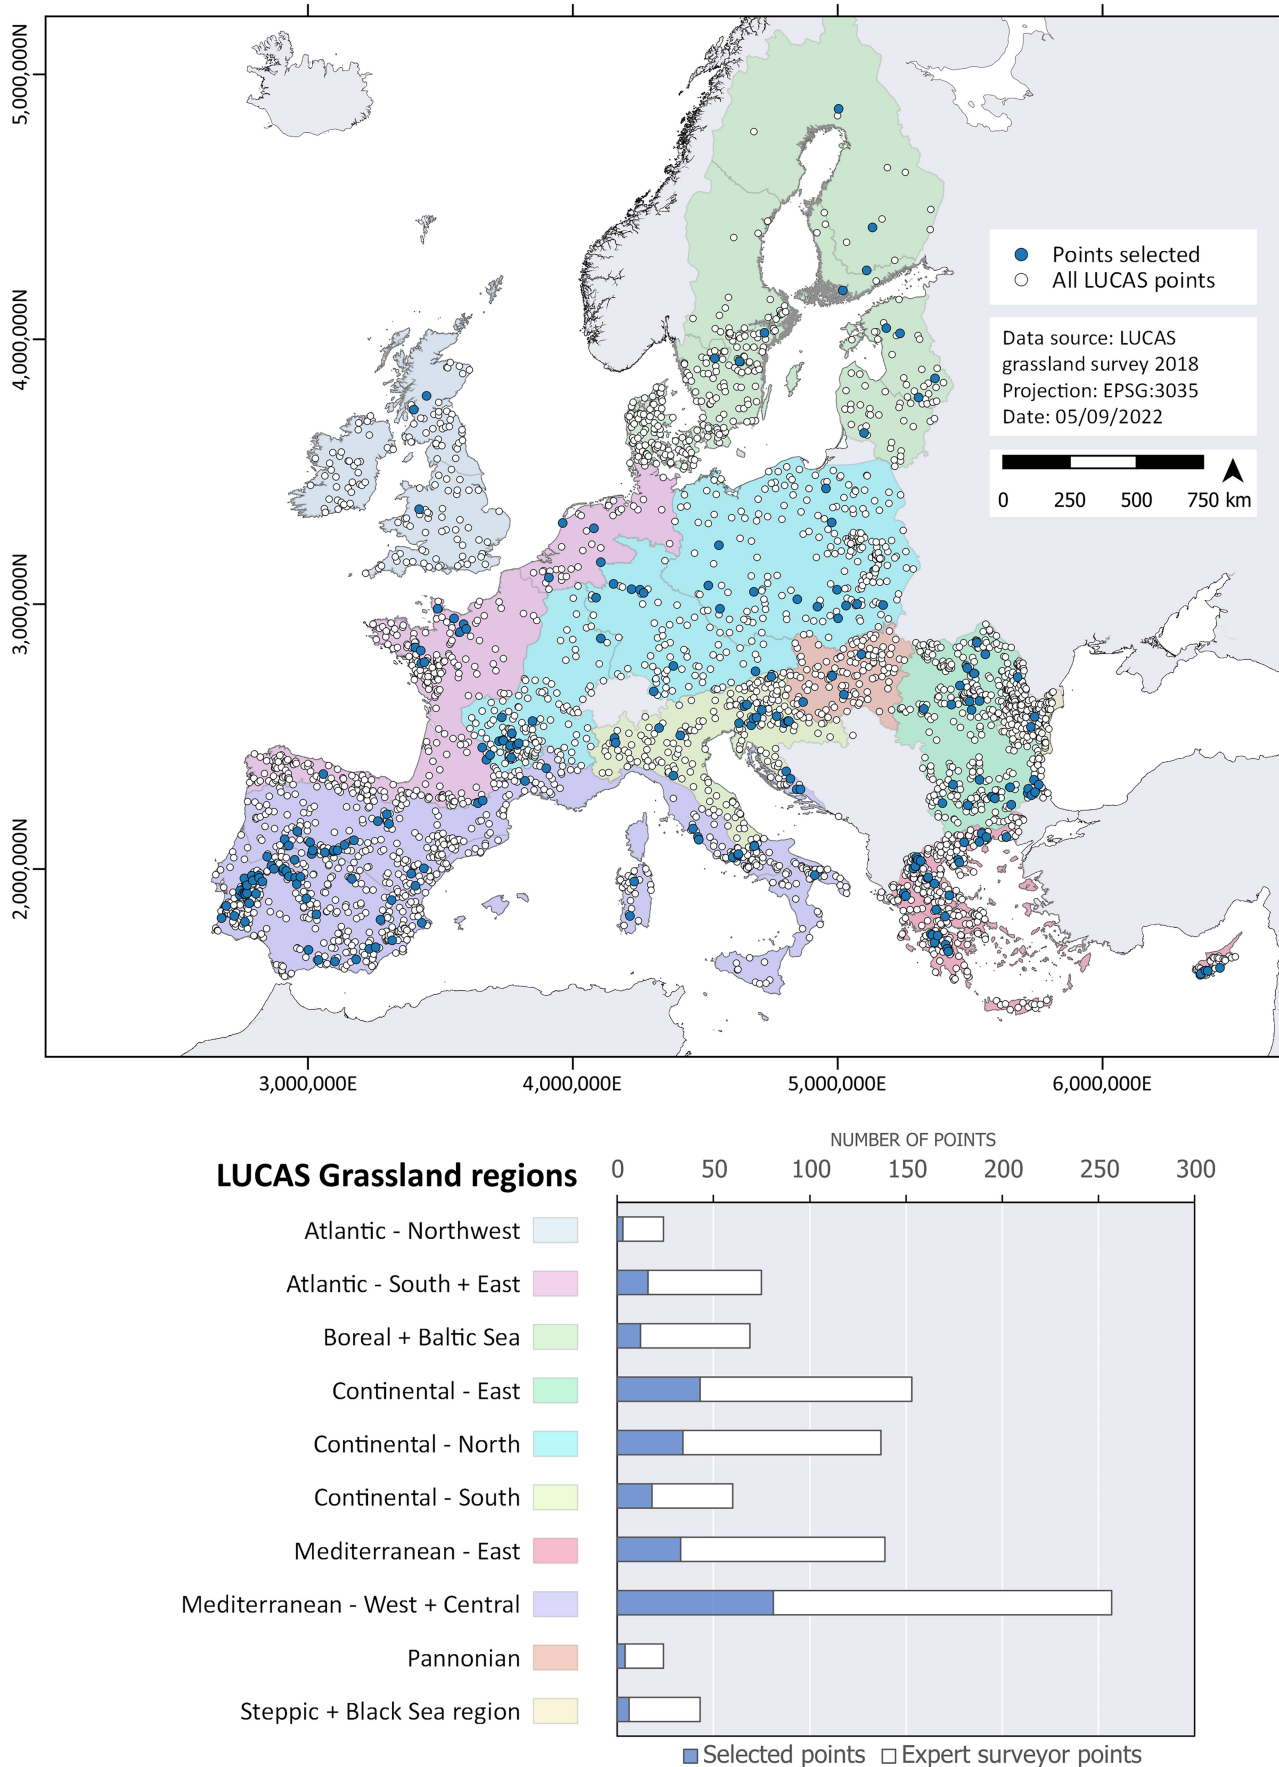 5,000,000N
4,000,000N
3,000,000N
2,000,000N
Points selected
All LUCAS points
Data source: LUCAS
grassland survey 2018
Projection: EPSG:3035
Date: 05/09/2022
0 250 500 750 km
3,000,000E 4,000,000E 5,000,000E 6,000,000E
NUMBER OF POINTS
LUCAS Grassland regions
0 50 100 150 200 250 300
Atlantic - Northwest
Atlantic - South + East
Boreal + Baltic Sea
Continental - East
Continental - North
Continental - South
Mediterranean - East
Mediterranean - West + Central
Pannonian
Steppic + Black Sea region
Selected points Expert surveyor points